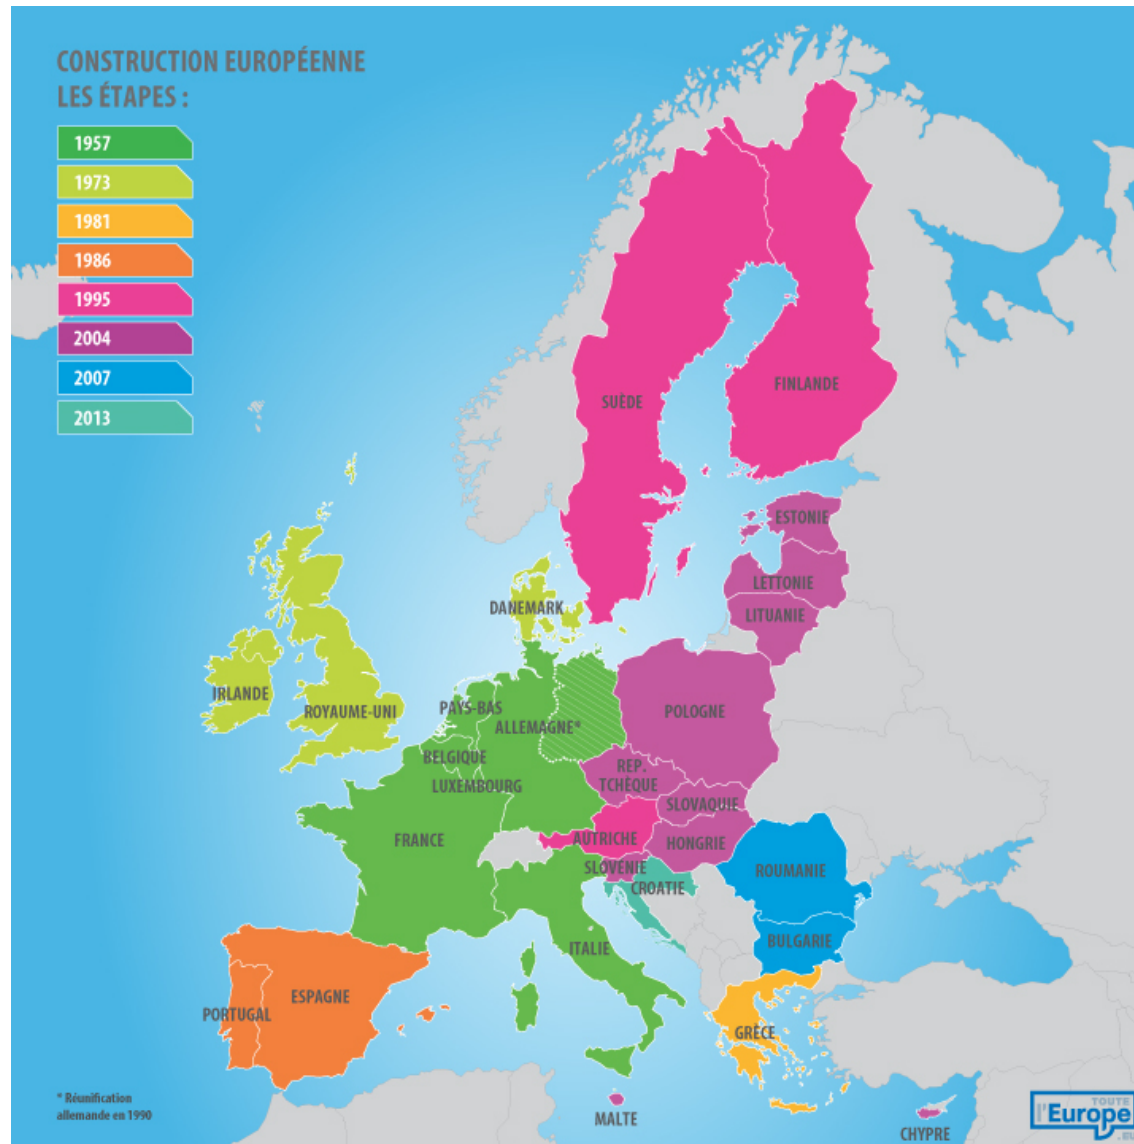 CONSTRUCTION EUROPÉENNE
LES ÉTAPES :
1957
1973
1981
1986
1995
2004
2007
2013
SUÈDE
FINLANDE
ESTONIE
LETTONIE
LITUANIE
DANEMARK
IRLANDE
ROYAUME-UNI
PAYS-BAS
ALLEMAGNE*
POLOGNE
BELGIQUE
LUXEMBOURG
REP.
TCHÈQUE
SLOVAQUIE
FRANCE
AUTRICHE
HONGRIE
SLOVÉNIE
CROATIE
ROUMANIE
BULGARIE
ITALIE
ESPAGNE
PORTUGAL
GRÈCE
* Réunification
allemande en 1990
MALTE
CHYPRE
TOUTE
l'Europe
.EU